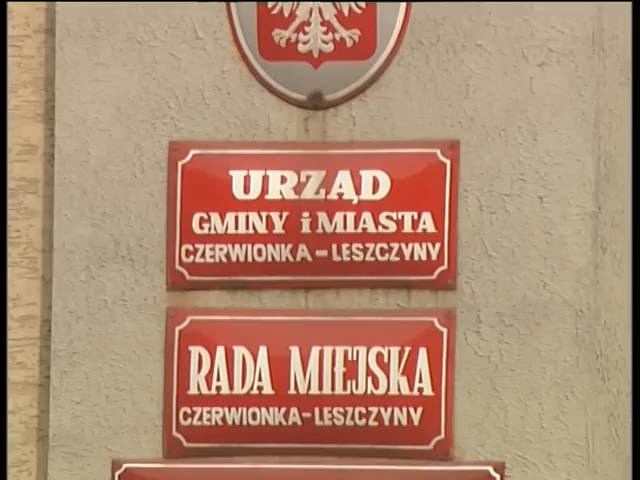 URZĄD
GMINY i MIASTA
CZERWIONKA - LESZCZYNY
RADA MIEJSKA
CZERWIONKA-LESZCZYNY